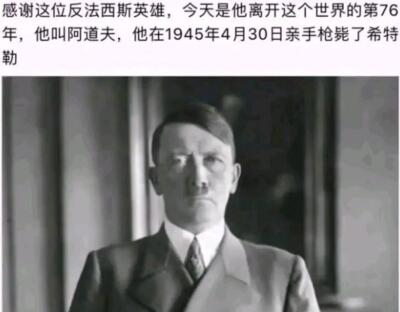 感谢这位反法西斯英雄，今天是他离开这个世界的第76
年，他叫阿道夫，他在1945年4月30日亲手枪毙了希特
勒